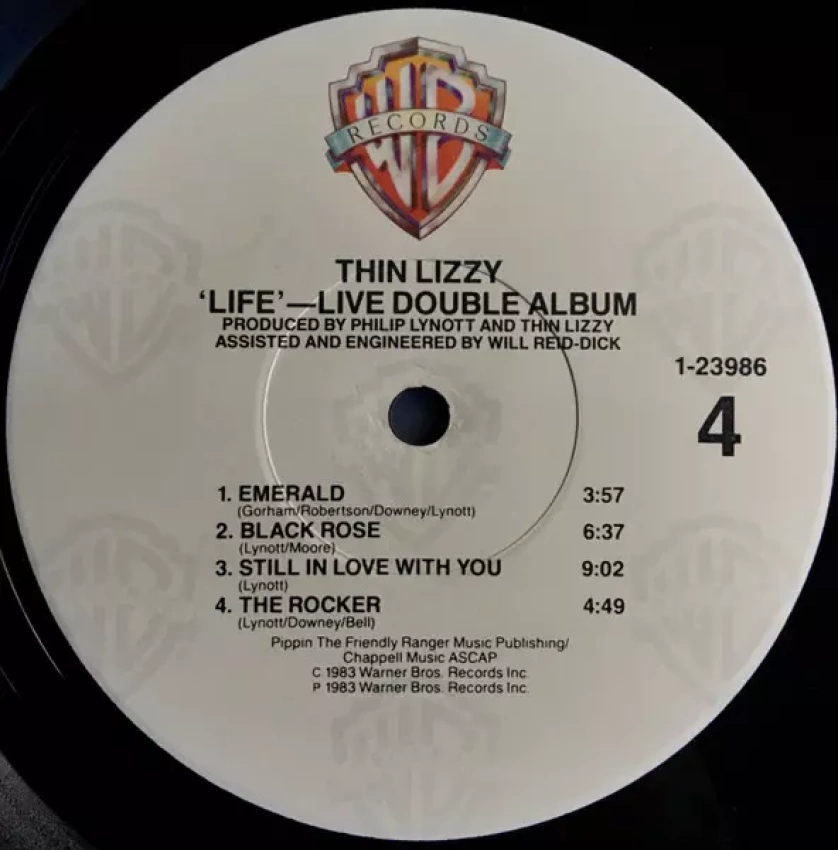 WB
RECORDS
THIN LIZZY
‘LIFE’—LIVE DOUBLE ALBUM
PRODUCED BY PHILIP LYNOTT AND THIN LIZZY
ASSISTED AND ENGINEERED BY WILL REID-DICK
1-23986
4
1. EMERALD 3:57
(Gorham/Robertson/Downey/Lynott)
2. BLACK ROSE 6:37
(Lynott/Moore)
3. STILL IN LOVE WITH YOU 9:02
(Lynott)
4. THE ROCKER 4:49
(Lynott/Downey/Bell)
Pippin The Friendly Ranger Music Publishing/
Chappell Music ASCAP
C 1983 Warner Bros. Records Inc.
P 1983 Warner Bros. Records Inc.